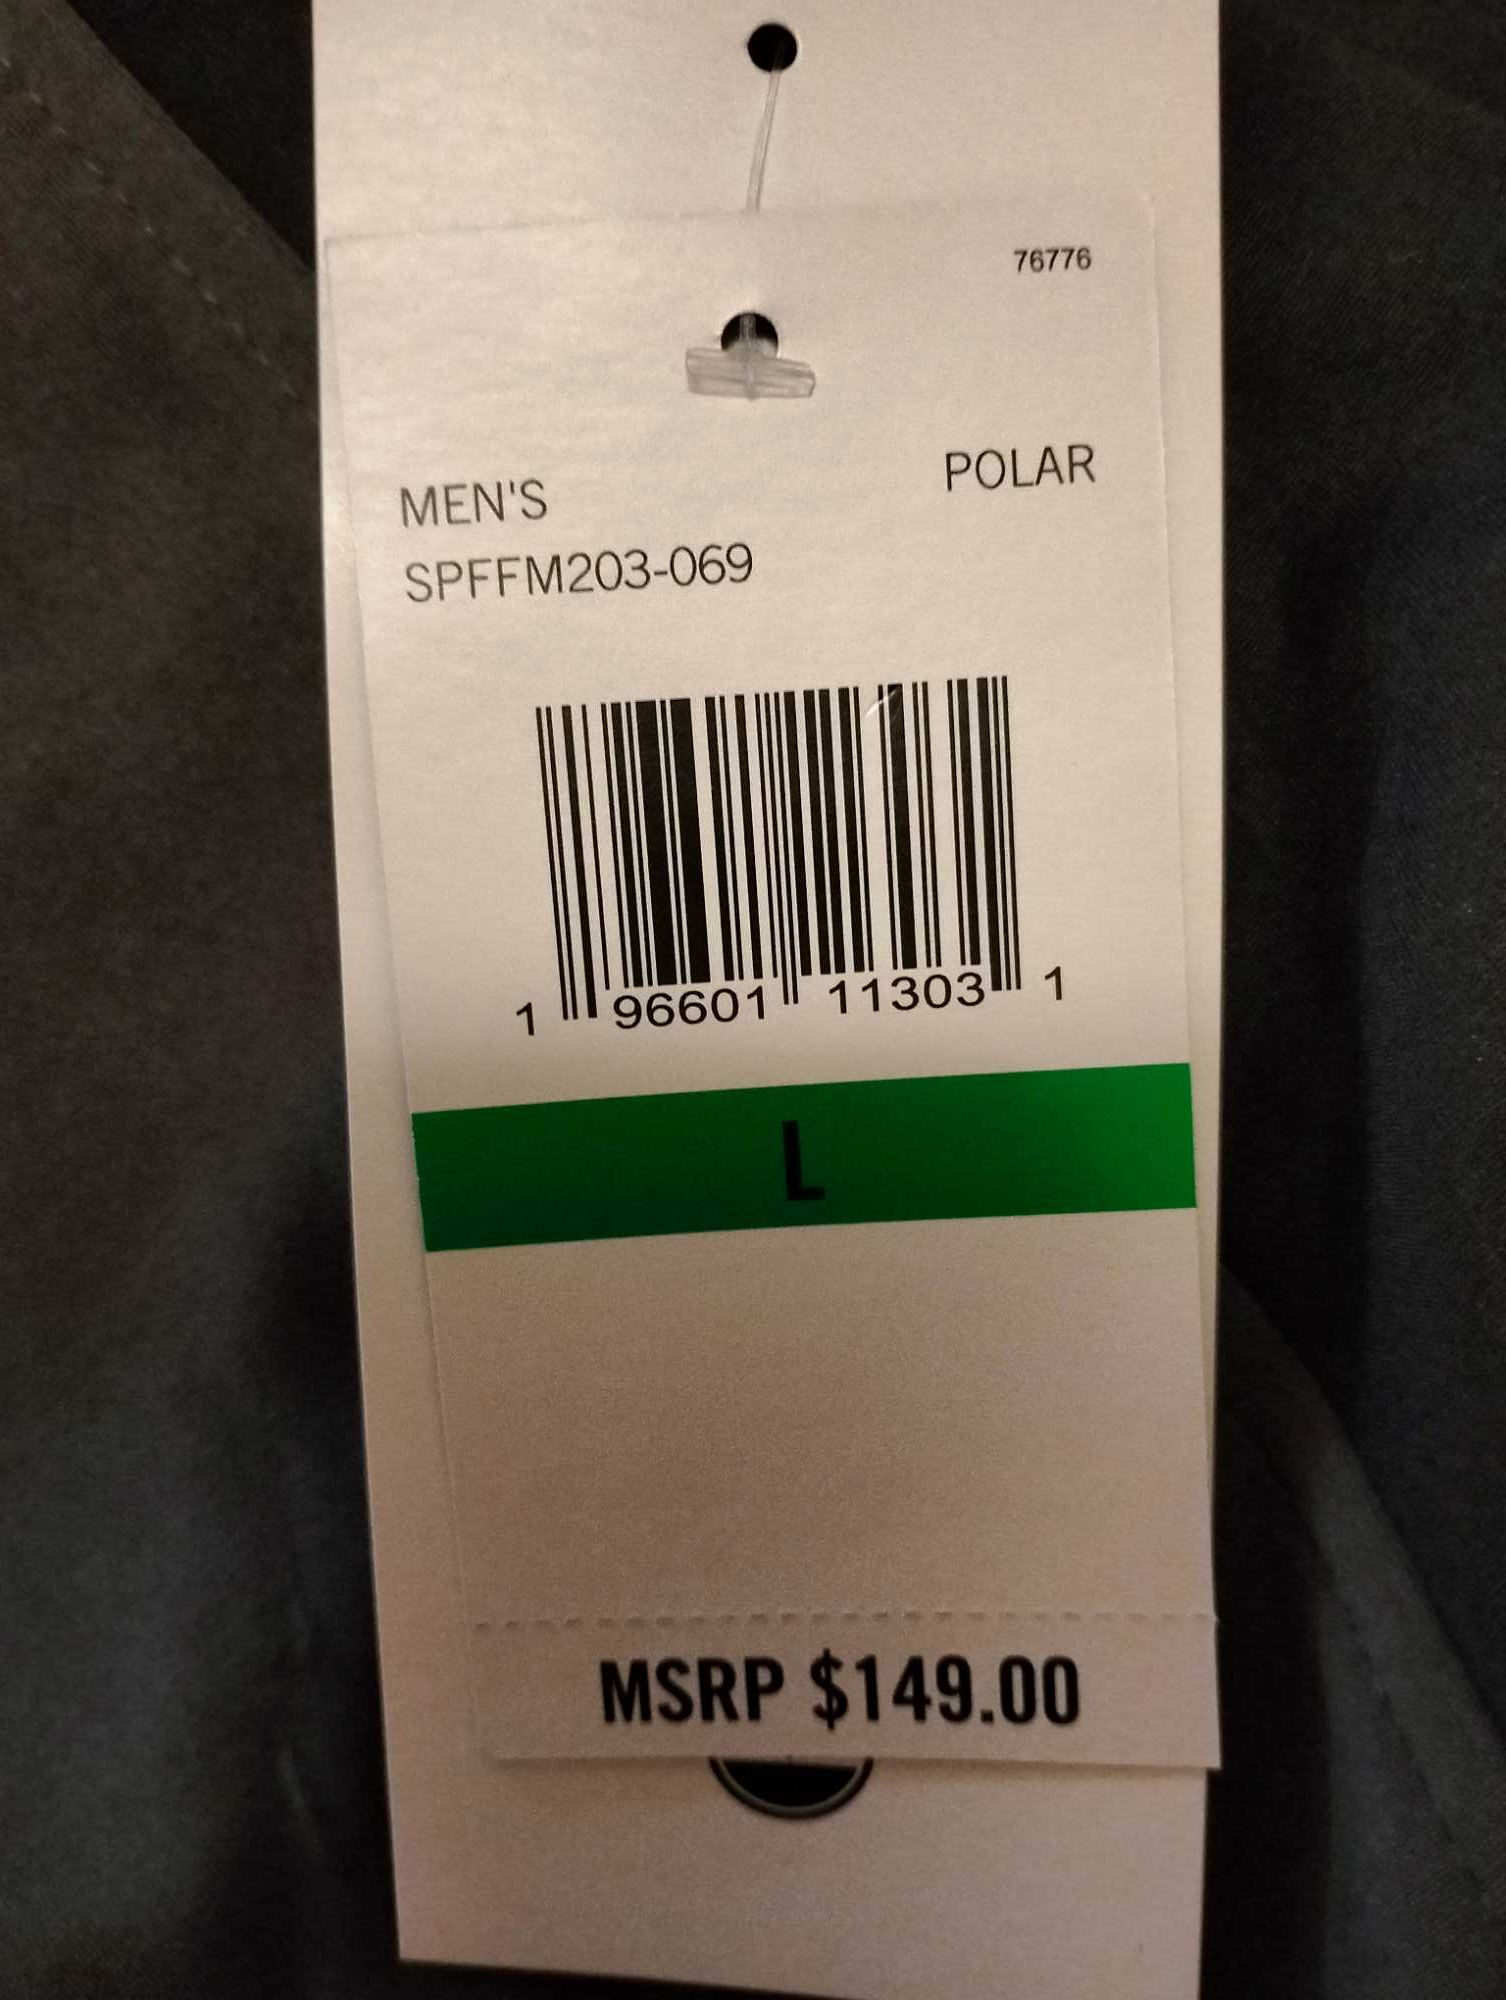 76776
MEN'S POLAR
SPFFM203-069
1 96601 11303 1
L
MSRP $149.00